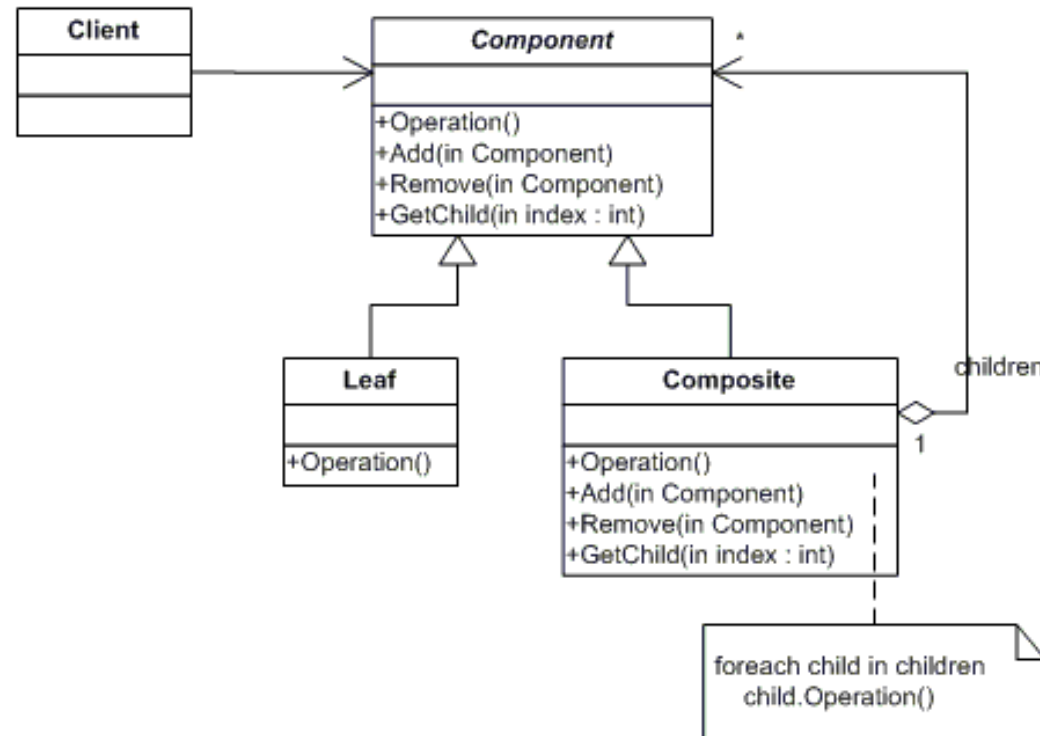 Client
Component
*
+Operation()
+Add(in Component)
+Remove(in Component)
+GetChild(in index : int)
children
Leaf
+Operation()
Composite
1
+Operation()
+Add(in Component)
+Remove(in Component)
+GetChild(in index : int)
foreach child in children
child.Operation()